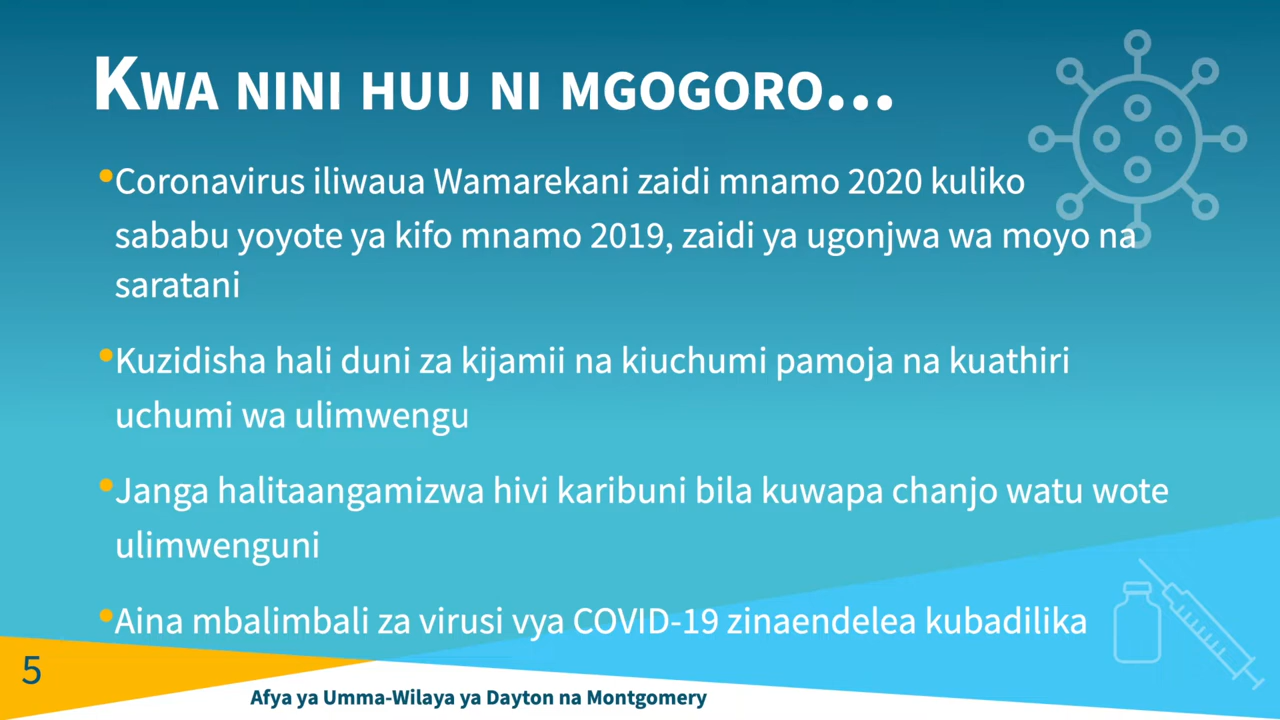 Kwa nini huu ni mgogoro...
•Coronavirus iliwaua Wamarekani zaidi mnamo 2020 kuliko
sababu yoyote ya kifo mnamo 2019, zaidi ya ugonjwa wa moyo na
saratani
•Kuzidisha hali duni za kijamii na kiuchumi pamoja na kuathiri
uchumi wa ulimwengu
•Janga halitaangamizwa hivi karibuni bila kuwapa chanjo watu wote
ulimwenguni
•Aina mbalimbali za virusi vya COVID-19 zinaendelea kubadilika
5
Afya ya Umma-Wilaya ya Dayton na Montgomery